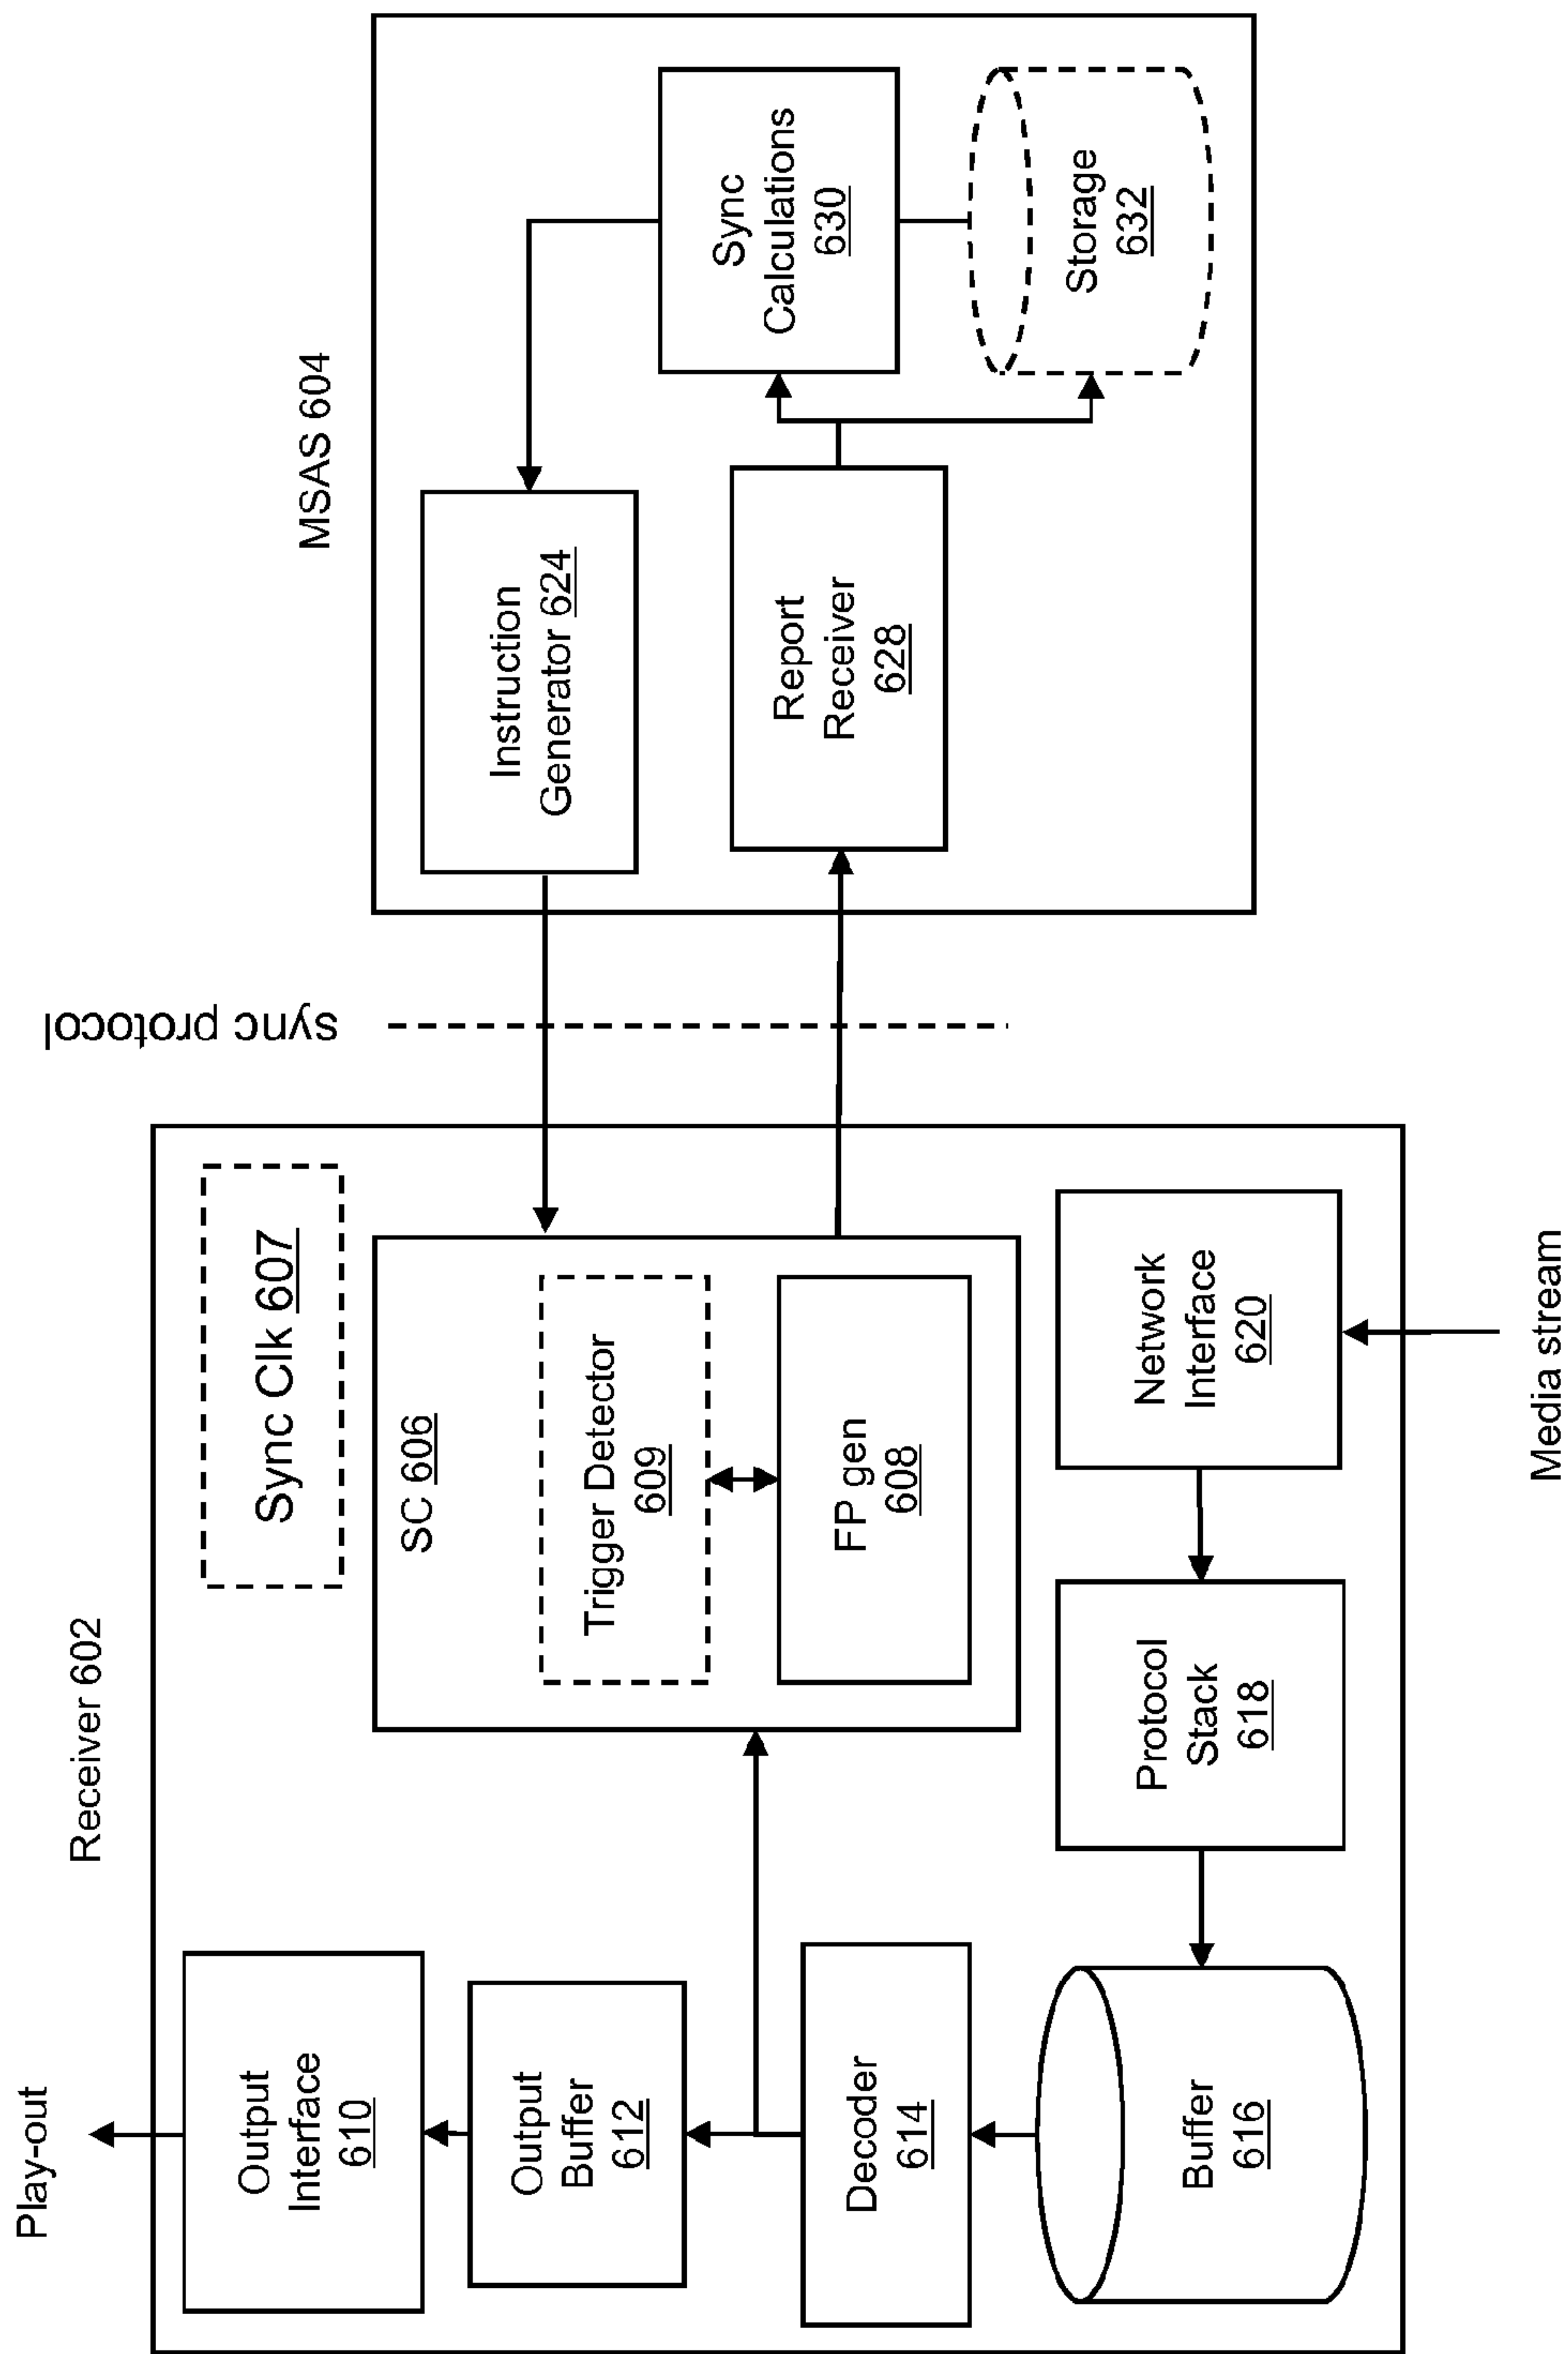 Receiver 602
MSAS 604
sync protocol
Play-out
Output
Interface
610
Output
Buffer
612
Decoder
614
Buffer
616
Sync Clk 607
SC 606
Trigger Detector
609
FP gen
608
Protocol
Stack
618
Network
Interface
620
Media stream
Instruction
Generator 624
Report
Receiver
628
Sync
Calculations
630
Storage
632